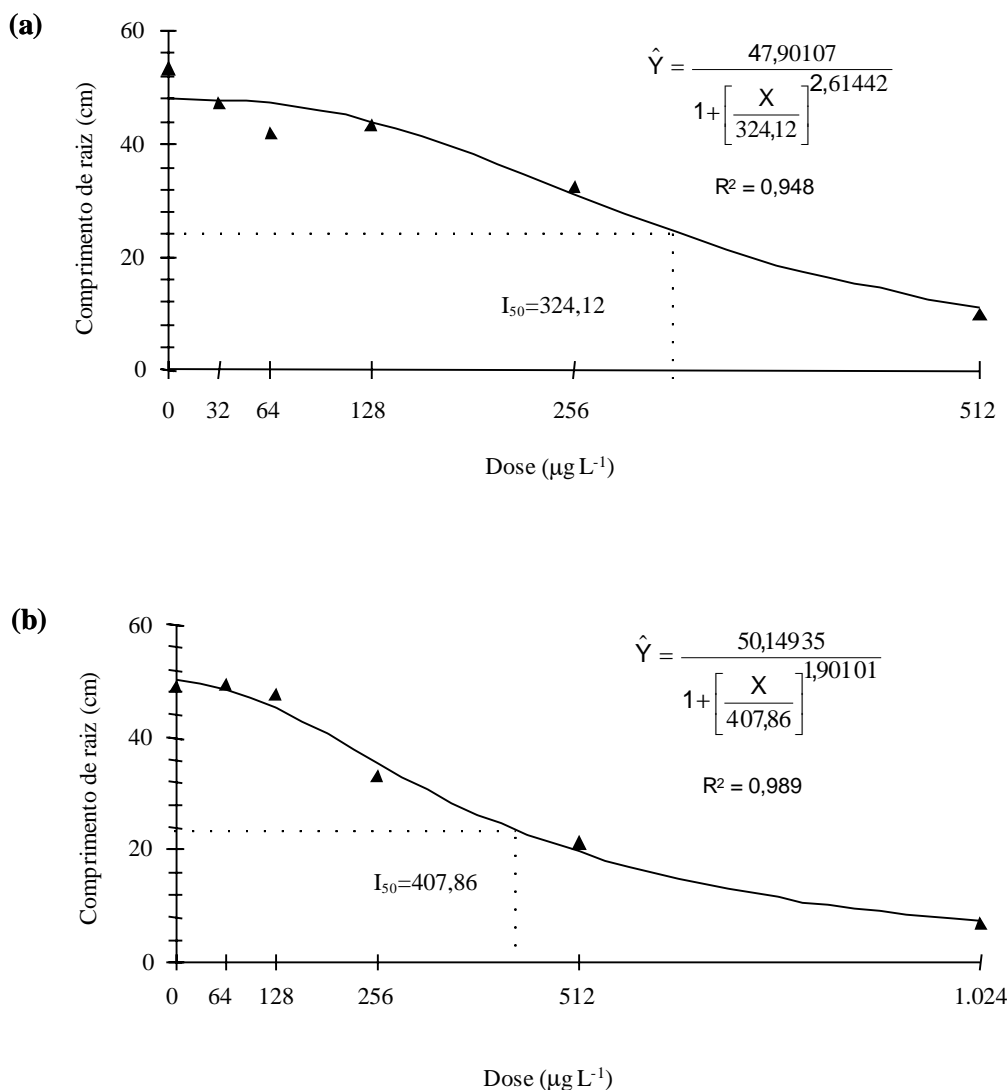 (a)
60
40
20
0
Comprimento de raiz (cm)
Ŷ = 47,90107 / 1+[X / 324,12]^2,61442
R² = 0,948
I₅₀=324,12
0 32 64 128 256 512
Dose (µg L⁻¹)
(b)
60
40
20
0
Comprimento de raiz (cm)
Ŷ = 50,14935 / 1+[X / 407,86]^1,90101
R² = 0,989
I₅₀=407,86
0 64 128 256 512 1.024
Dose (µg L⁻¹)